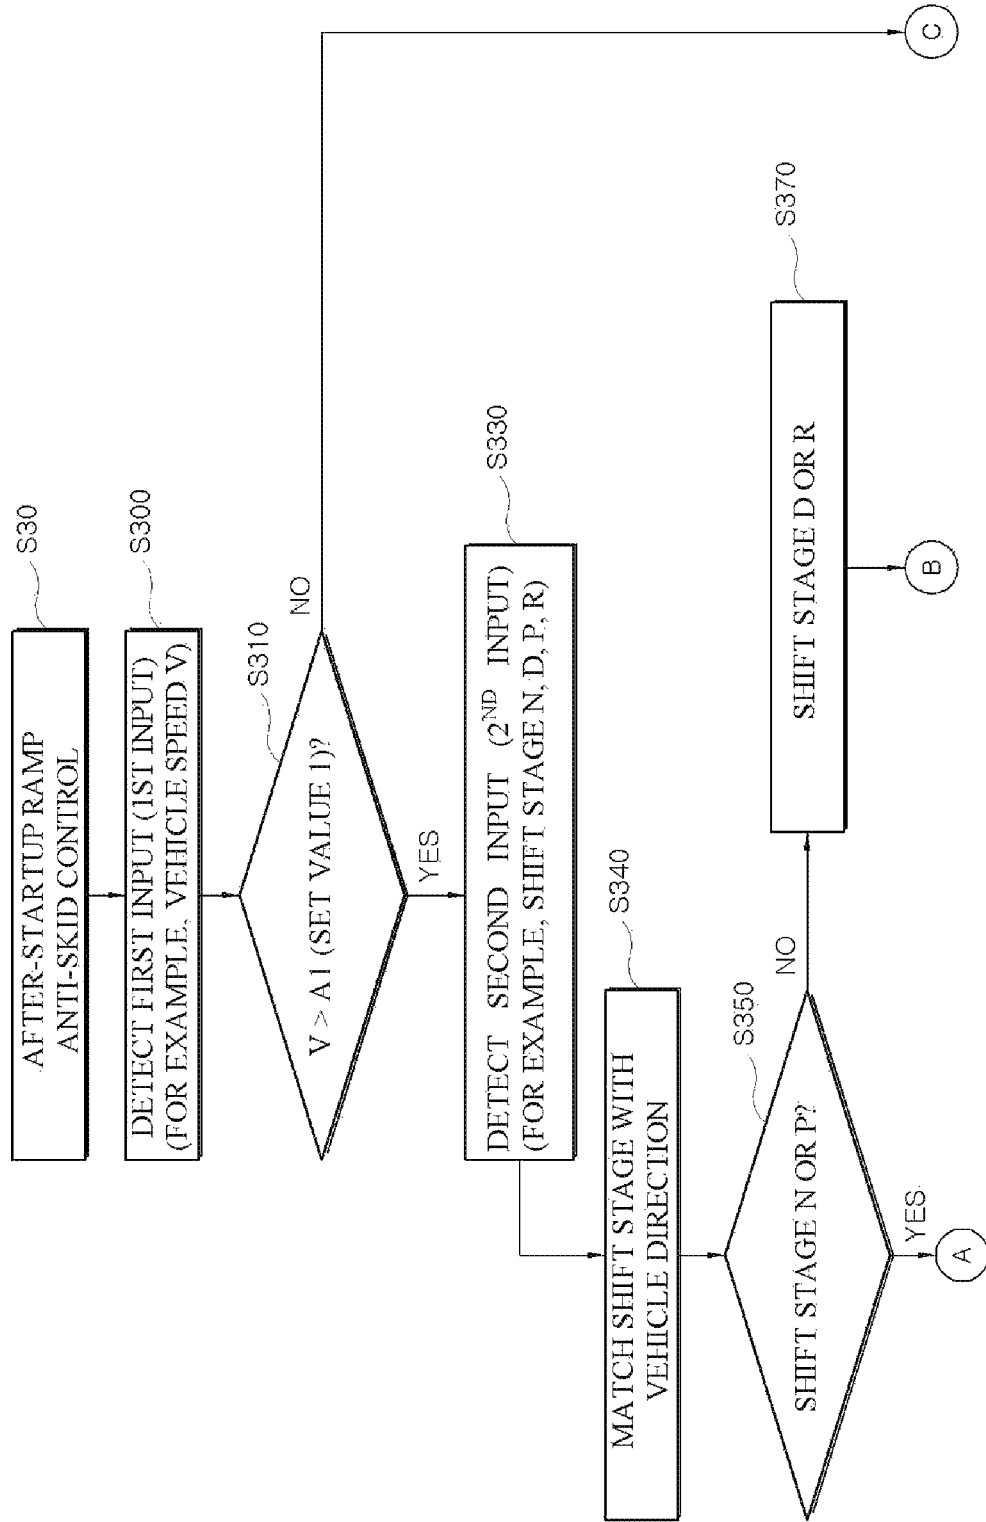 AFTER-STARTUP RAMP
ANTI-SKID CONTROL
S30
DETECT FIRST INPUT (1ST INPUT)
(FOR EXAMPLE, VEHICLE SPEED V)
S300
V > A1 (SET VALUE 1)?
S310
NO
YES
DETECT SECOND INPUT (2ND INPUT)
(FOR EXAMPLE, SHIFT STAGE N, D, P, R)
S330
MATCH SHIFT STAGE WITH
VEHICLE DIRECTION
S340
SHIFT STAGE N OR P?
S350
NO
YES
SHIFT STAGE D OR R
S370
A
B
C